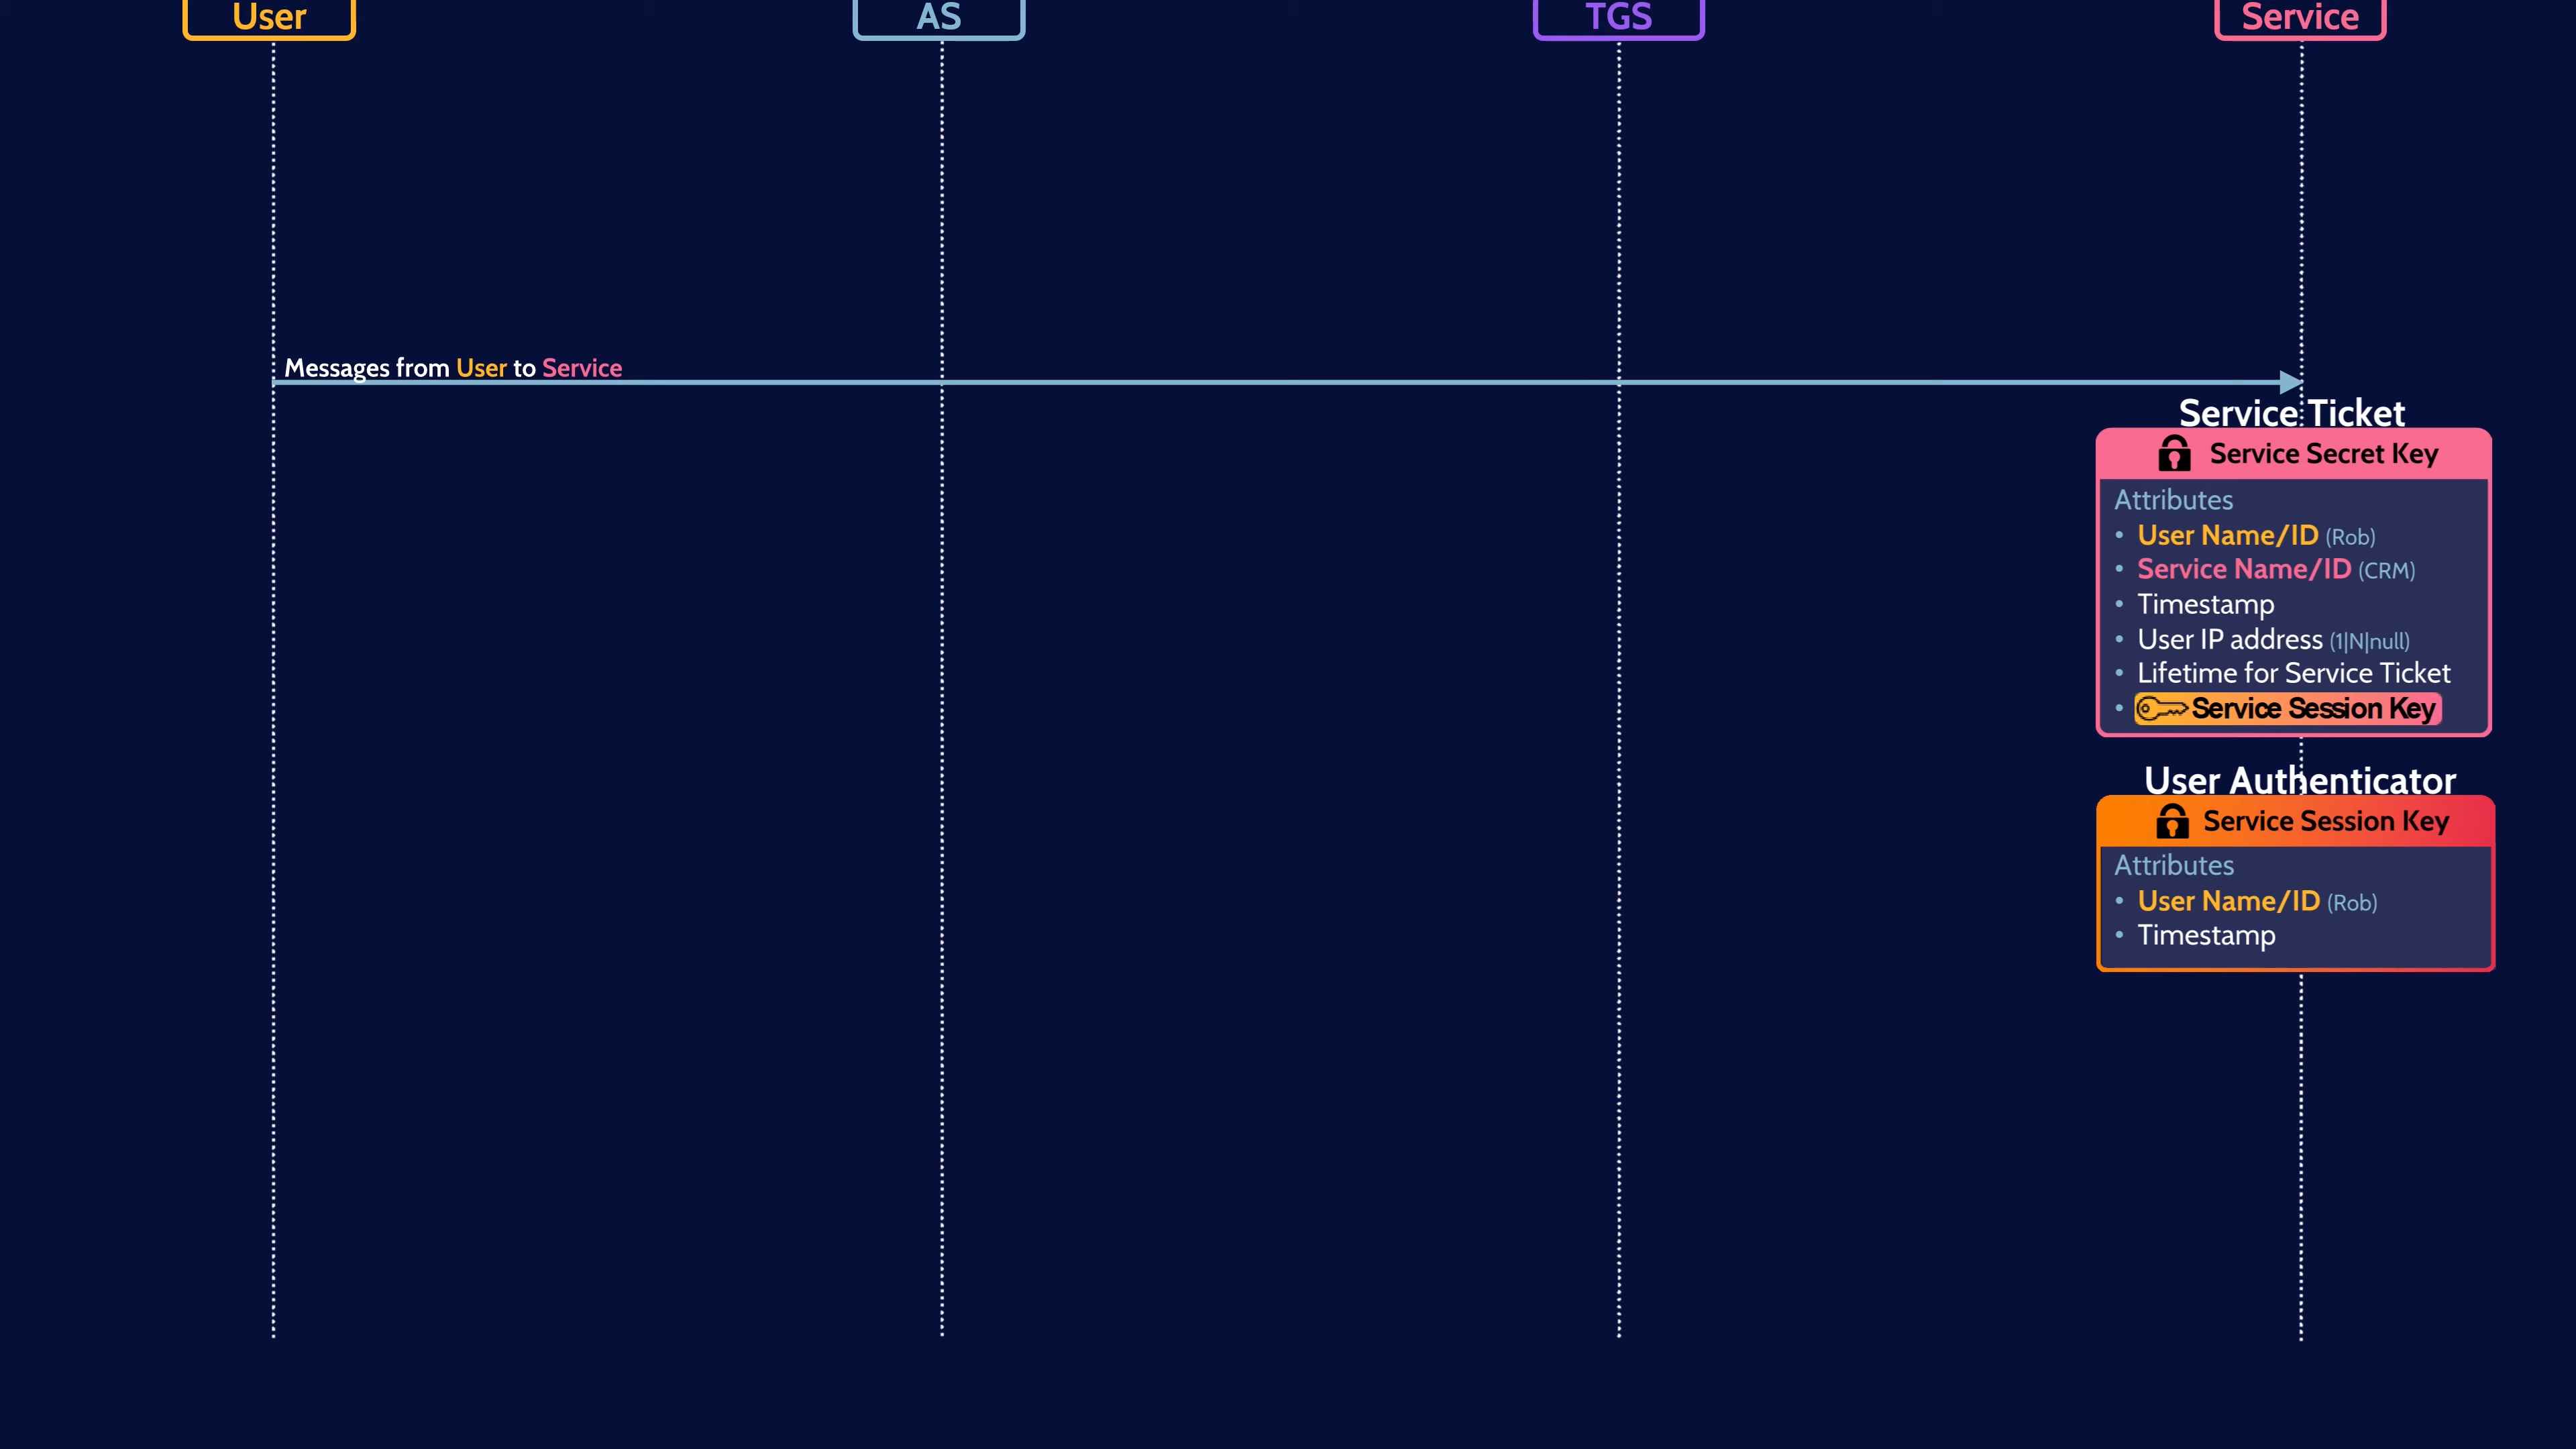 User
AS
TGS
Service
Messages from User to Service
Service Ticket
Service Secret Key
Attributes
• User Name/ID (Rob)
• Service Name/ID (CRM)
• Timestamp
• User IP address (1|N|null)
• Lifetime for Service Ticket
• Service Session Key
User Authenticator
Service Session Key
Attributes
• User Name/ID (Rob)
• Timestamp